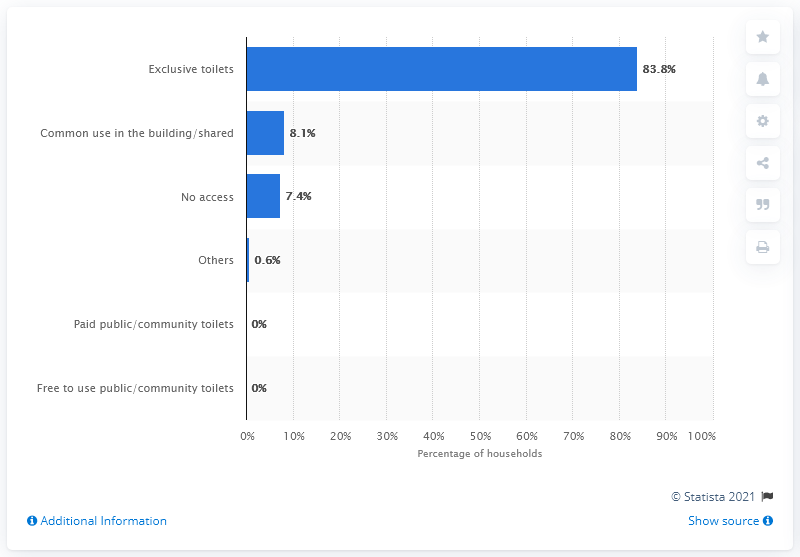 Exclusive toilets 83.8%
Common use in the building/shared 8.1%
No access 7.4%
Others 0.6%
Paid public/community toilets 0%
Free to use public/community toilets 0%
0% 10% 20% 30% 40% 50% 60% 70% 80% 90% 100%
Percentage of households
© Statista 2021
Additional Information
Show source